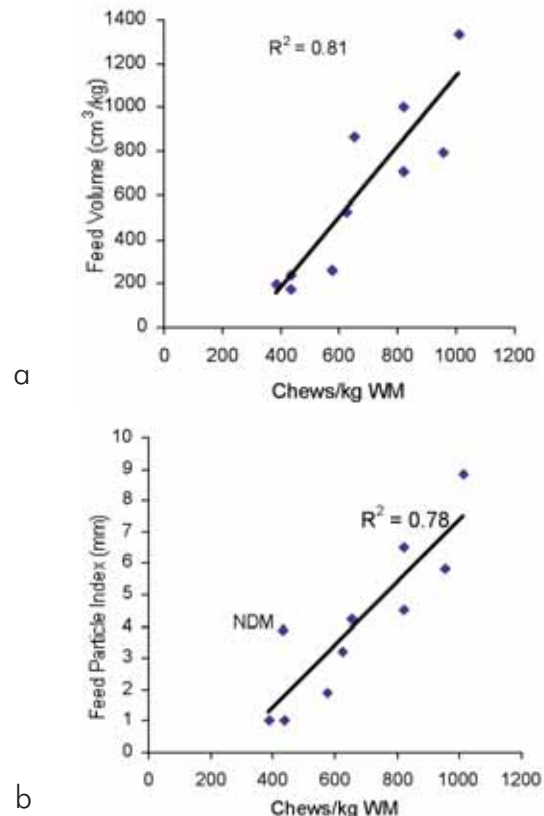 1400
1200
1000
800
600
400
200
0
R² = 0.81
Feed Volume (cm³/kg)
0 200 400 600 800 1000 1200
Chews/kg WM
a
10
9
8
7
6
5
4
3
2
1
0
R² = 0.78
NDM
Feed Particle Index (mm)
0 200 400 600 800 1000 1200
Chews/kg WM
b